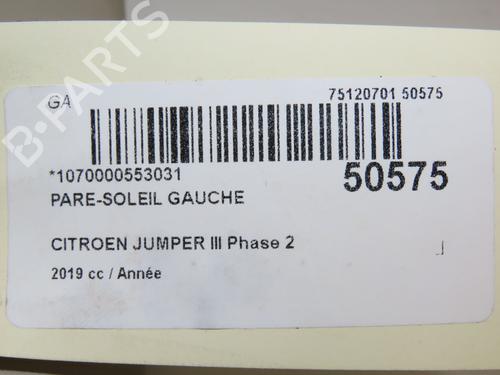 B-PARTS
GA
75120701 50575
*1070000553031
50575
PARE-SOLEIL GAUCHE
CITROEN JUMPER III Phase 2
2019 cc / Année